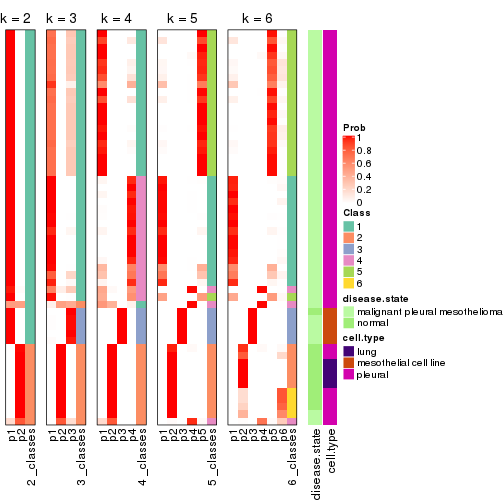 k = 2 k = 3 k = 4 k = 5 k = 6
Prob
1
0.8
0.6
0.4
0.2
0
Class
1
2
3
4
5
6
disease.state
malignant pleural mesothelioma
normal
cell.type
lung
mesothelial cell line
pleural
p1 p2 2_classes p1 p2 p3 3_classes p1 p2 p3 p4 4_classes p1 p2 p3 p4 p5 5_classes p1 p2 p3 p4 p5 p6 6_classes disease.state cell.type